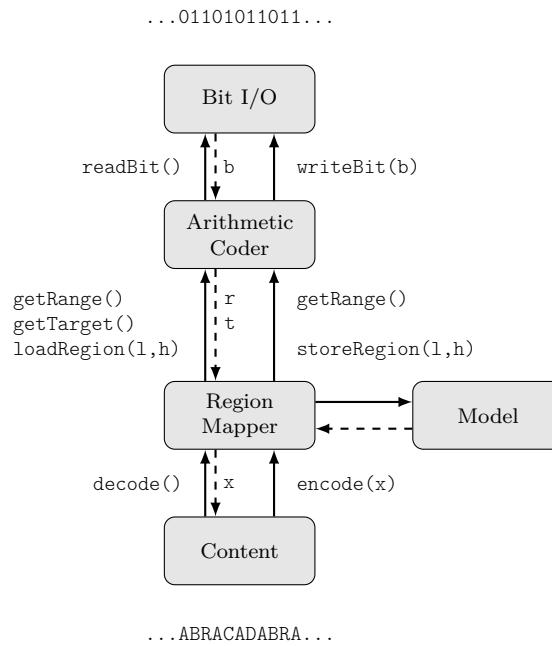 ...01101011011...
Bit I/O
readBit()
b
writeBit(b)
Arithmetic
Coder
getRange()
getTarget()
loadRegion(l,h)
r
t
getRange()
storeRegion(l,h)
Region
Mapper
Model
decode()
x
encode(x)
Content
...ABRACADABRA...